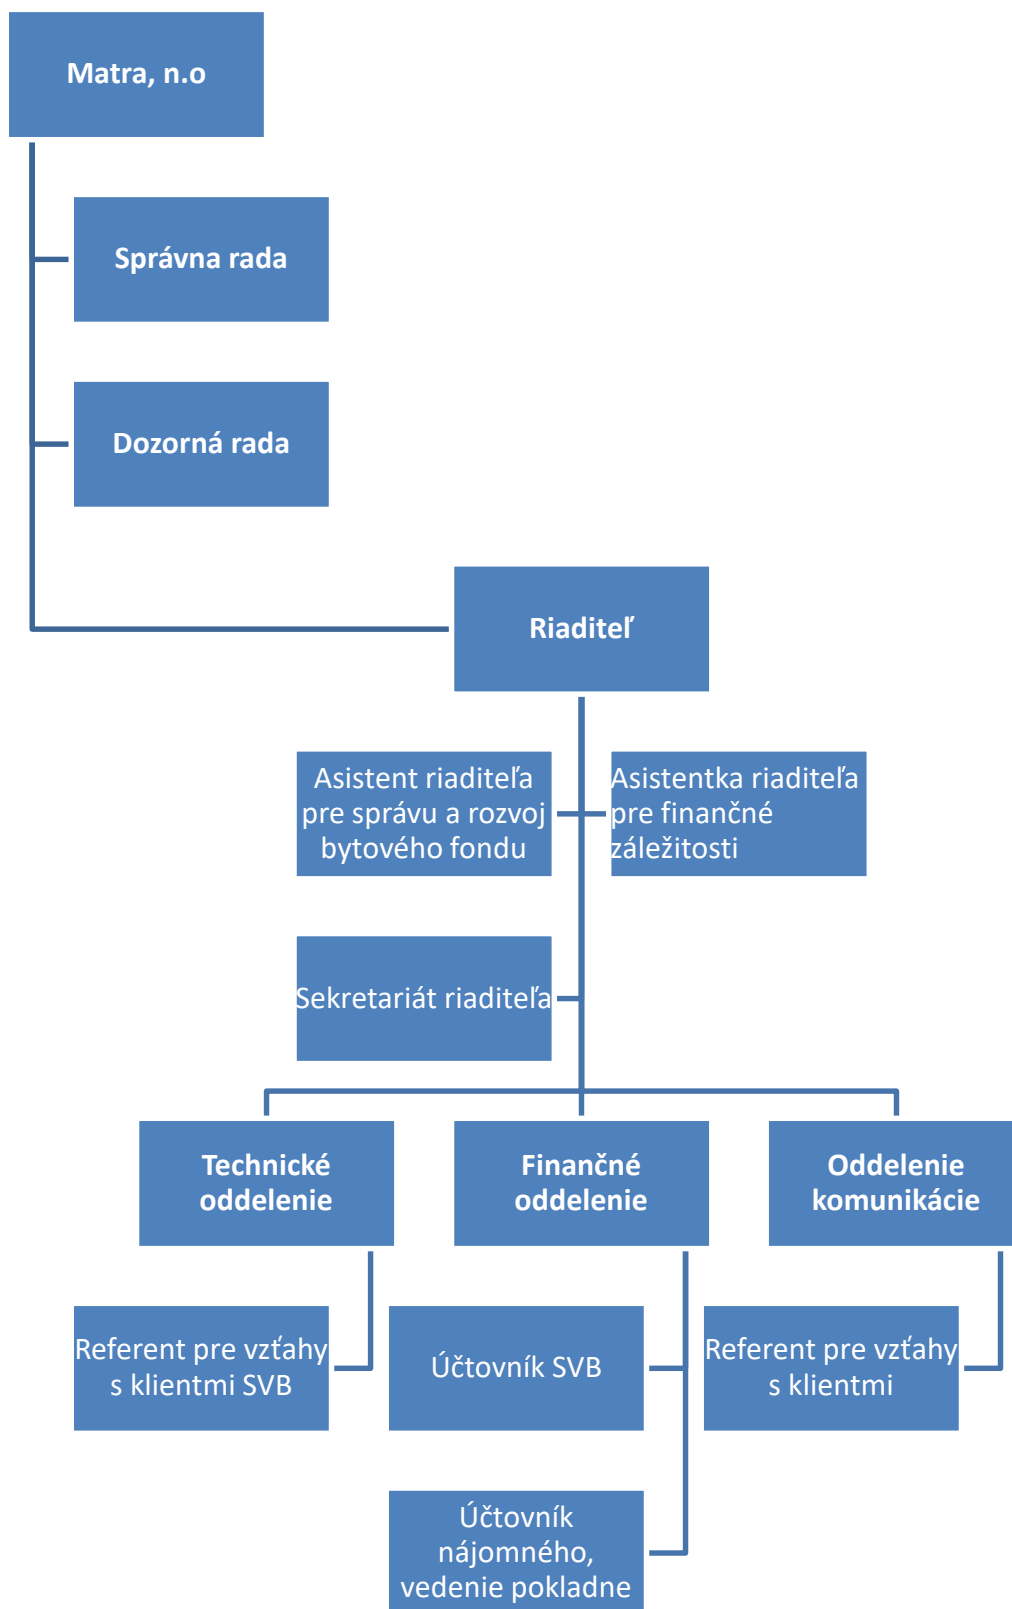 Matra, n.o
Správna rada
Dozorná rada
Riaditeľ
Asistent riaditeľa
pre správu a rozvoj
bytového fondu
Asistentka riaditeľa
pre finančné
záležitosti
Sekretariát riaditeľa
Technické
oddelenie
Finančné
oddelenie
Oddelenie
komunikácie
Referent pre vzťahy
s klientmi SVB
Účtovník SVB
Referent pre vzťahy
s klientmi
Účtovník
nájomného,
vedenie pokladne